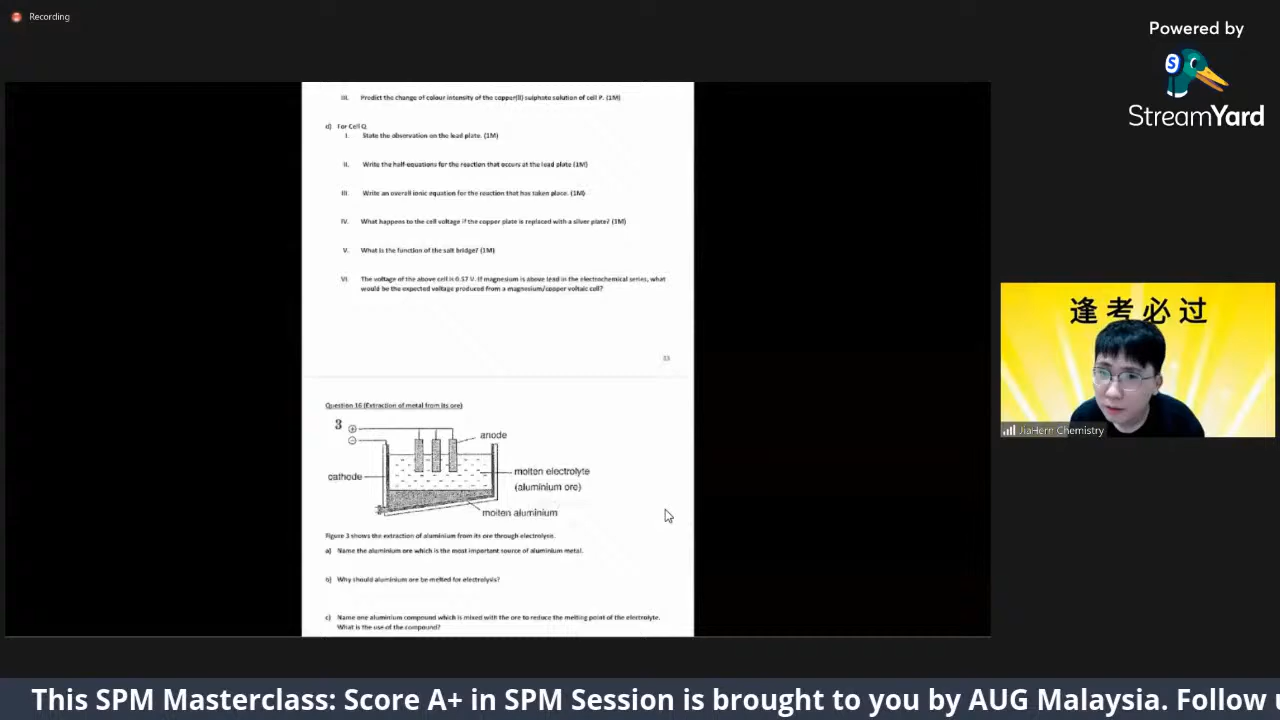 Recording
Powered by
StreamYard
III. Predict the change of colour intensity of the copper(II) sulphate solution of cell P. (1M)
d) For Cell Q
I. State the observation on the lead plate. (1M)
II. Write the half-equations for the reaction that occurs at the lead plate (1M)
III. Write an overall ionic equation for the reaction that has taken place. (1M)
IV. What happens to the cell voltage if the copper plate is replaced with a silver plate? (1M)
V. What is the function of the salt bridge? (1M)
VI. The voltage of the above cell is 0.57 V. If magnesium is above lead in the electrochemical series, what
would be the expected voltage produced from a magnesium/copper voltaic cell?
Question 16 (Extraction of metal from its ore)
3
anode
cathode
molten electrolyte
(aluminium ore)
molten aluminium
Figure 3 shows the extraction of aluminium from its ore through electrolysis.
a) Name the aluminium ore which is the most important source of aluminium metal.
b) Why should aluminium ore be melted for electrolysis?
c) Name one aluminium compound which is mixed with the ore to reduce the melting point of the electrolyte.
What is the use of the compound?
逢考必过
JiaHerr Chemistry
This SPM Masterclass: Score A+ in SPM Session is brought to you by AUG Malaysia. Follow